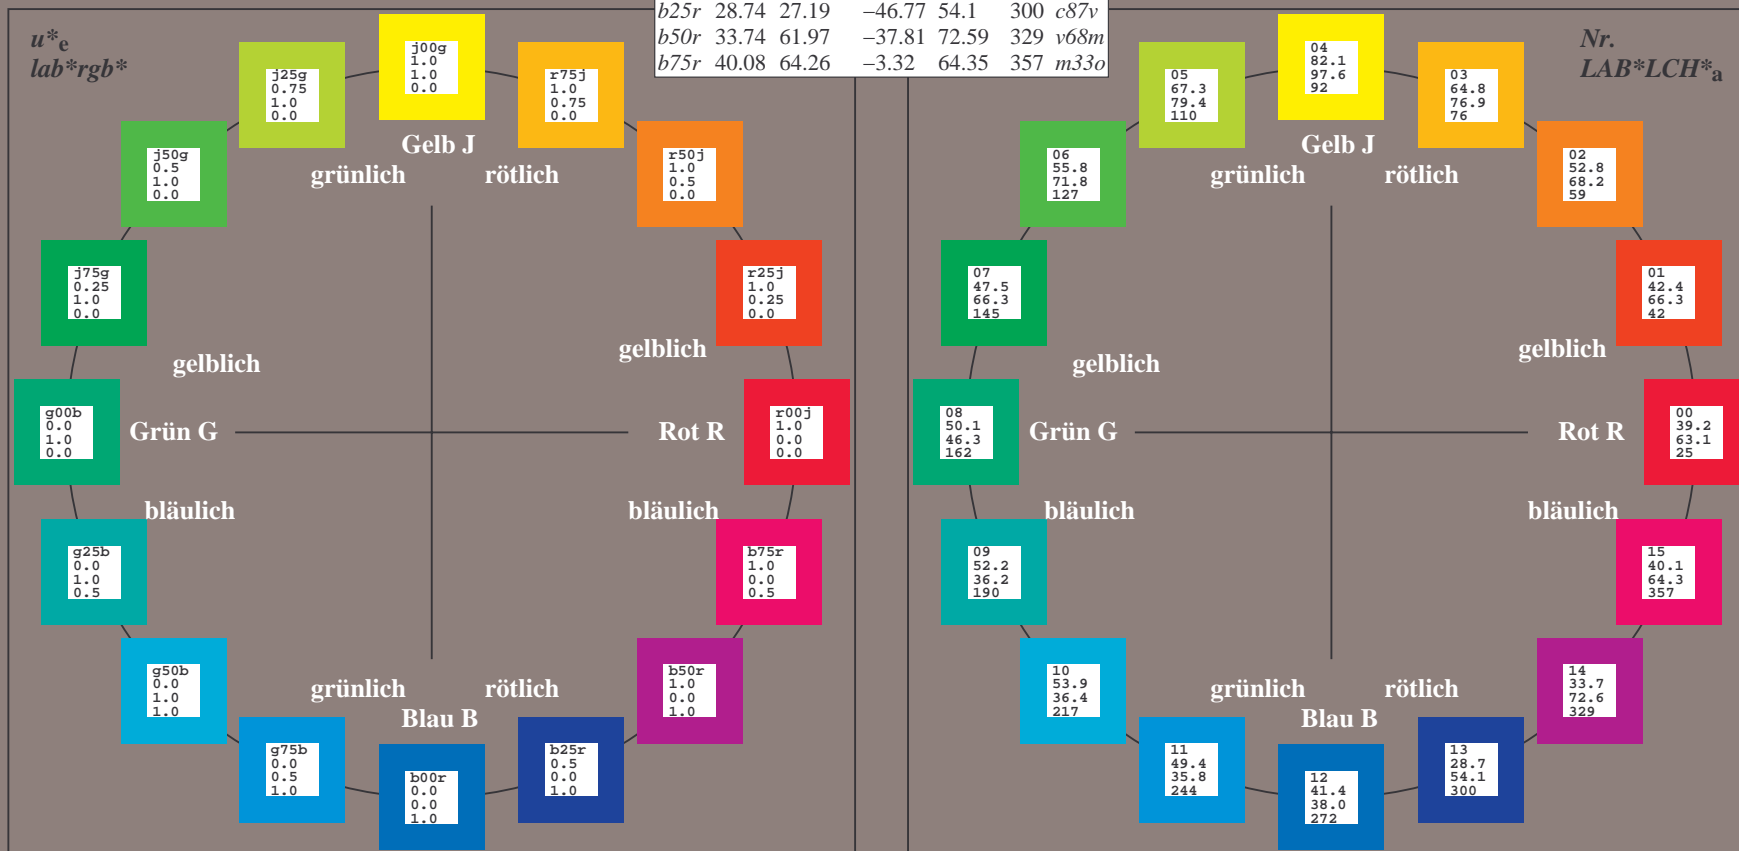 b25r 28.74 27.19 −46.77 54.1 300 c87v
b50r 33.74 61.97 −37.81 72.59 329 v68m
b75r 40.08 64.26 −3.32 64.35 357 m33o
u*e
lab*rgb*
j00g
1.0
1.0
0.0
j25g
0.75
1.0
0.0
r75j
1.0
0.75
0.0
j50g
0.5
1.0
0.0
r50j
1.0
0.5
0.0
Gelb J
grünlich rötlich
j75g
0.25
1.0
0.0
r25j
1.0
0.25
0.0
gelblich
gelblich
g00b
0.0
1.0
0.0
Grün G
Rot R
r00j
1.0
0.0
0.0
bläulich
bläulich
g25b
0.0
1.0
0.5
b75r
1.0
0.0
0.5
g50b
0.0
1.0
1.0
b50r
1.0
0.0
1.0
grünlich rötlich
Blau B
g75b
0.0
0.5
1.0
b25r
0.5
0.0
1.0
b00r
0.0
0.0
1.0
Nr.
LAB*LCH*a
04
82.1
97.6
92
05
67.3
79.4
110
03
64.8
76.9
76
06
55.8
71.8
127
02
52.8
68.2
59
Gelb J
grünlich rötlich
07
47.5
66.3
145
01
42.4
66.3
42
gelblich
gelblich
08
50.1
46.3
162
Grün G
Rot R
00
39.2
63.1
25
bläulich
bläulich
09
52.2
36.2
190
15
40.1
64.3
357
10
53.9
36.4
217
14
33.7
72.6
329
grünlich rötlich
Blau B
11
49.4
35.8
244
13
28.7
54.1
300
12
41.4
38.0
272